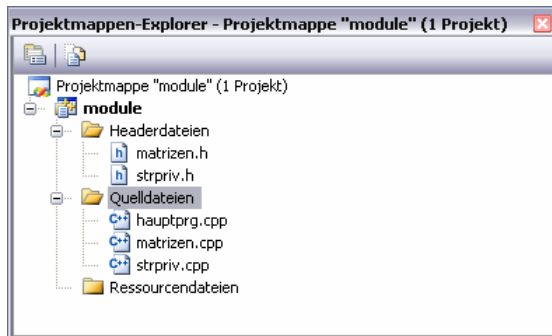 Projektmappen-Explorer - Projektmappe "module" (1 Projekt)
Projektmappe "module" (1 Projekt)
module
Headerdateien
matrizen.h
strpriv.h
Quelldateien
hauptprg.cpp
matrizen.cpp
strpriv.cpp
Ressourcendateien